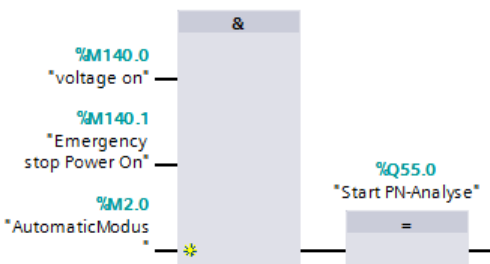 &
%M140.0
"voltage on"
%M140.1
"Emergency
stop Power On"
%Q55.0
"Start PN-Analyse"
%M2.0
"AutomaticModus
"
=